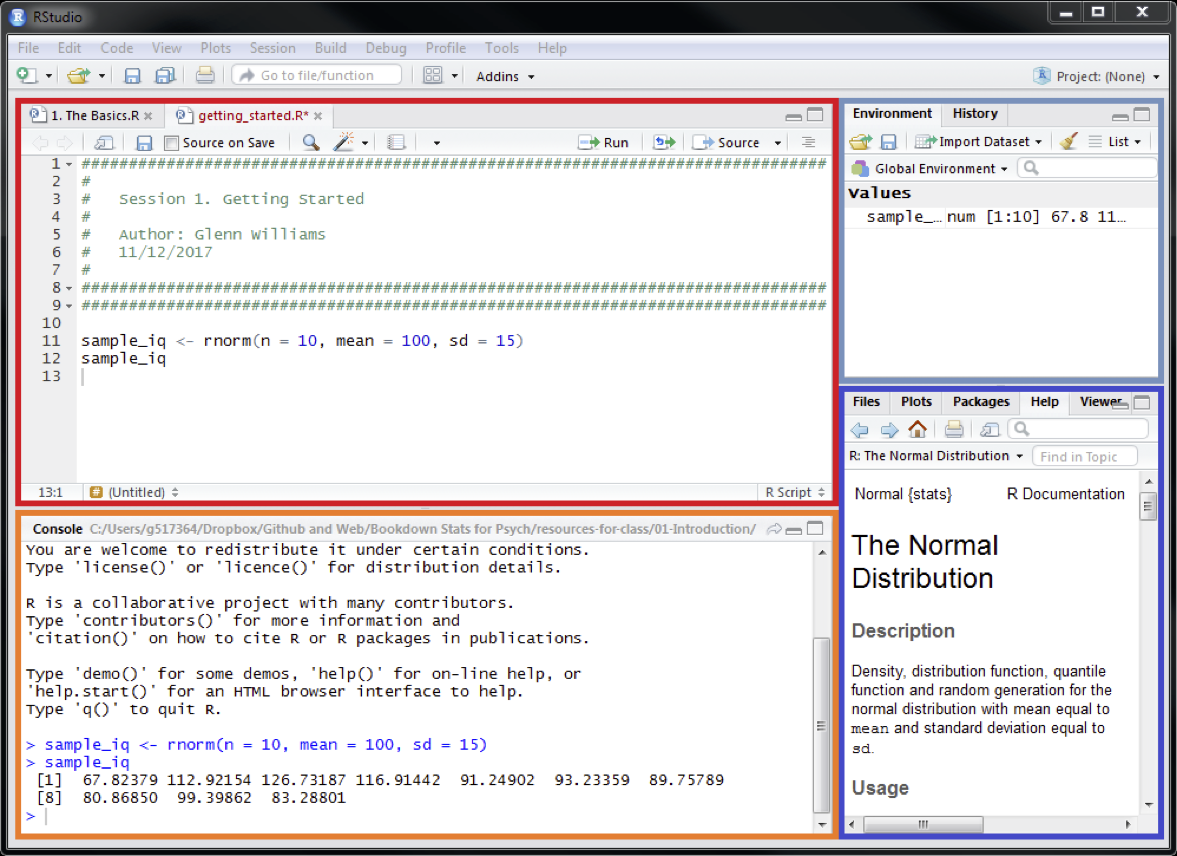 RStudio
File Edit Code View Plots Session Build Debug Profile Tools Help
Go to file/function Addins Project: (None)
1. The Basics.R getting_started.R*
Source on Save Run Source
1 ################################################################################
2 #
3 # Session 1. Getting Started
4 #
5 # Author: Glenn Williams
6 # 11/12/2017
7 #
8 ################################################################################
9 ################################################################################
10
11 sample_iq <- rnorm(n = 10, mean = 100, sd = 15)
12 sample_iq
13
13:1 # (Untitled) R Script
Console C:/Users/g517364/Dropbox/Github and Web/Bookdown Stats for Psych/resources-for-class/01-Introduction/
You are welcome to redistribute it under certain conditions.
Type 'license()' or 'licence()' for distribution details.
R is a collaborative project with many contributors.
Type 'contributors()' for more information and
'citation()' on how to cite R or R packages in publications.
Type 'demo()' for some demos, 'help()' for on-line help, or
'help.start()' for an HTML browser interface to help.
Type 'q()' to quit R.
> sample_iq <- rnorm(n = 10, mean = 100, sd = 15)
> sample_iq
[1] 67.82379 112.92154 126.73187 116.91442 91.24902 93.23359 89.75789
[8] 80.86850 99.39862 83.28801
>
Environment History
Import Dataset List
Global Environment
Values
sample_… num [1:10] 67.8 11…
Files Plots Packages Help Viewer
R: The Normal Distribution Find in Topic
Normal {stats} R Documentation
The Normal
Distribution
Description
Density, distribution function, quantile
function and random generation for the
normal distribution with mean equal to
mean and standard deviation equal to
sd.
Usage